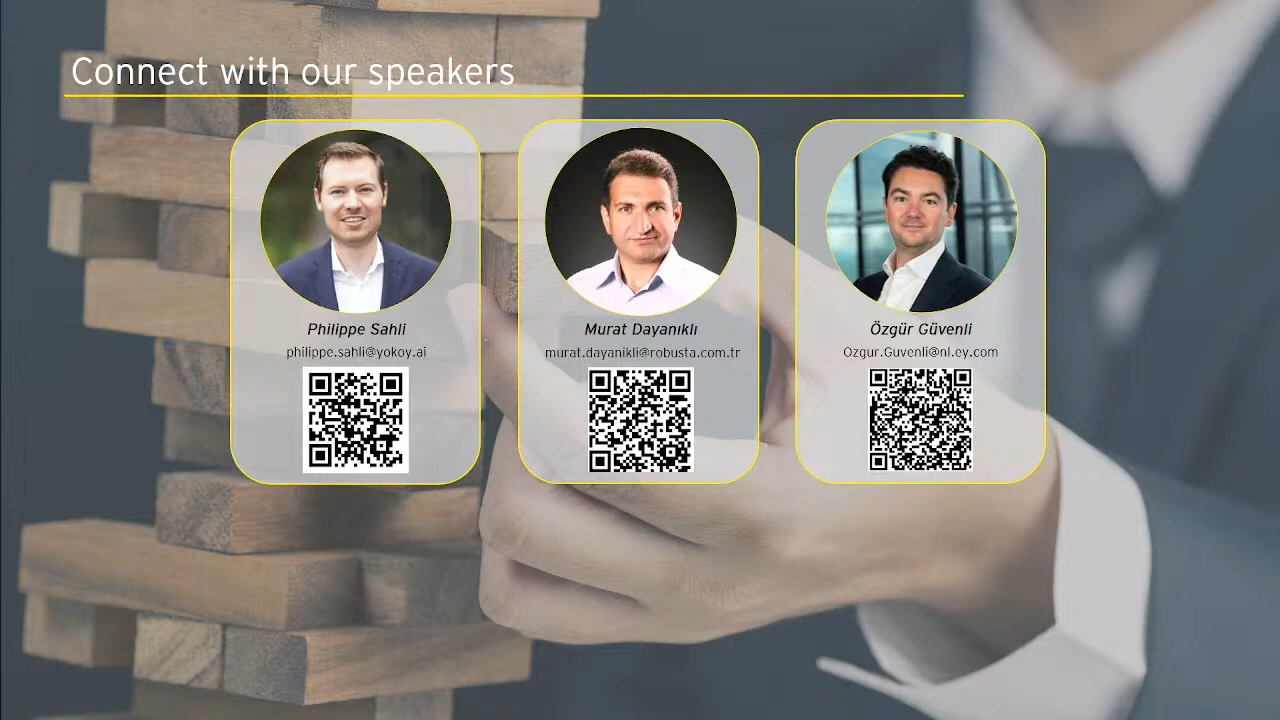 Connect with our speakers
Philippe Sahli
philippe.sahli@yokoy.ai
Murat Dayanıklı
murat.dayanikli@robusta.com.tr
Özgür Güvenli
Ozgur.Guvenli@nl.ey.com